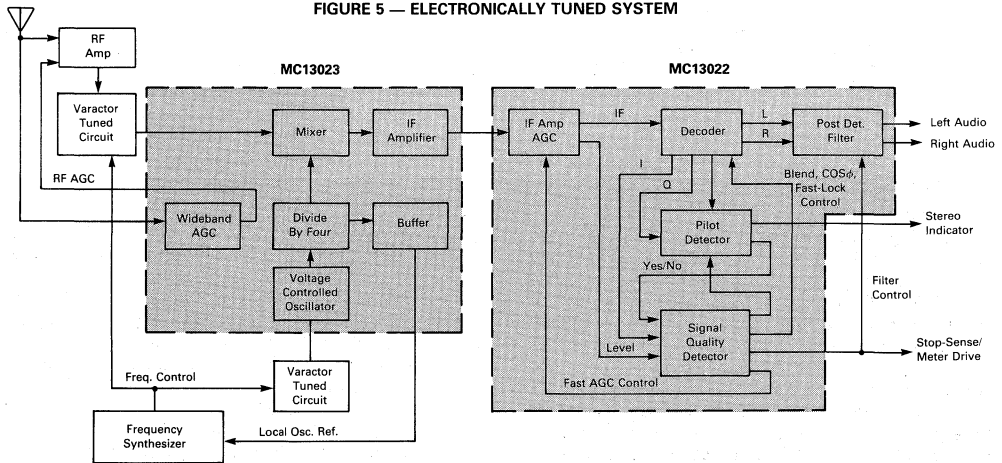 FIGURE 5 — ELECTRONICALLY TUNED SYSTEM
RF
Amp
MC13023
MC13022
Varactor
Tuned
Circuit
Mixer
IF
Amplifier
IF Amp
AGC
IF
Decoder
L
R
Post Det.
Filter
Left Audio
Right Audio
RF AGC
I
Q
Blend, COSϕ,
Fast-Lock
Control
Wideband
AGC
Divide
By Four
Buffer
Pilot
Detector
Stereo
Indicator
Yes/No
Voltage
Controlled
Oscillator
Filter
Control
Signal
Quality
Detector
Level
Stop-Sense/
Meter Drive
Fast AGC Control
Freq. Control
Varactor
Tuned
Circuit
Frequency
Synthesizer
Local Osc. Ref.